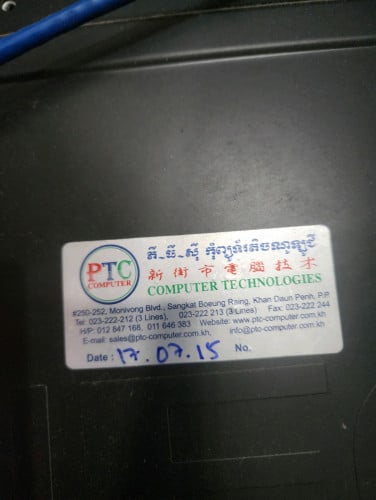 ភី-ធី-ស៊ី កុំព្យូទ័រតិចណូឡូជី
PTC
COMPUTER
新街市電腦技术
COMPUTER TECHNOLOGIES
#250-252, Monivong Blvd., Sangkat Boeung Raing, Khan Daun Penh, P.P
Tel: 023-222-212 (3 Lines), 023-222 213 (3 Lines) Fax: 023-222 244
H/P: 012 847 168, 011 646 383 Website: www.ptc-computer.com.kh
E-mail: sales@ptc-computer.com.kh, info@ptc-computer.com.kh
Date : 17.07.15 No.